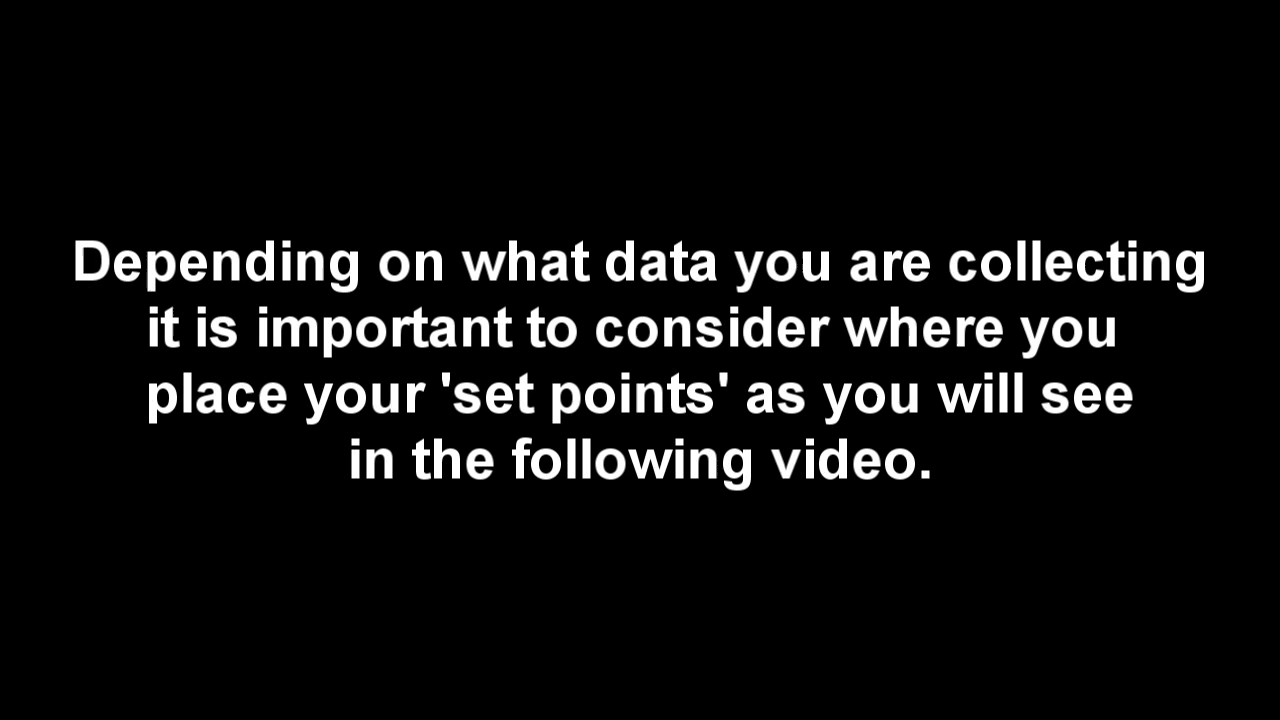 Depending on what data you are collecting
it is important to consider where you
place your 'set points' as you will see
in the following video.